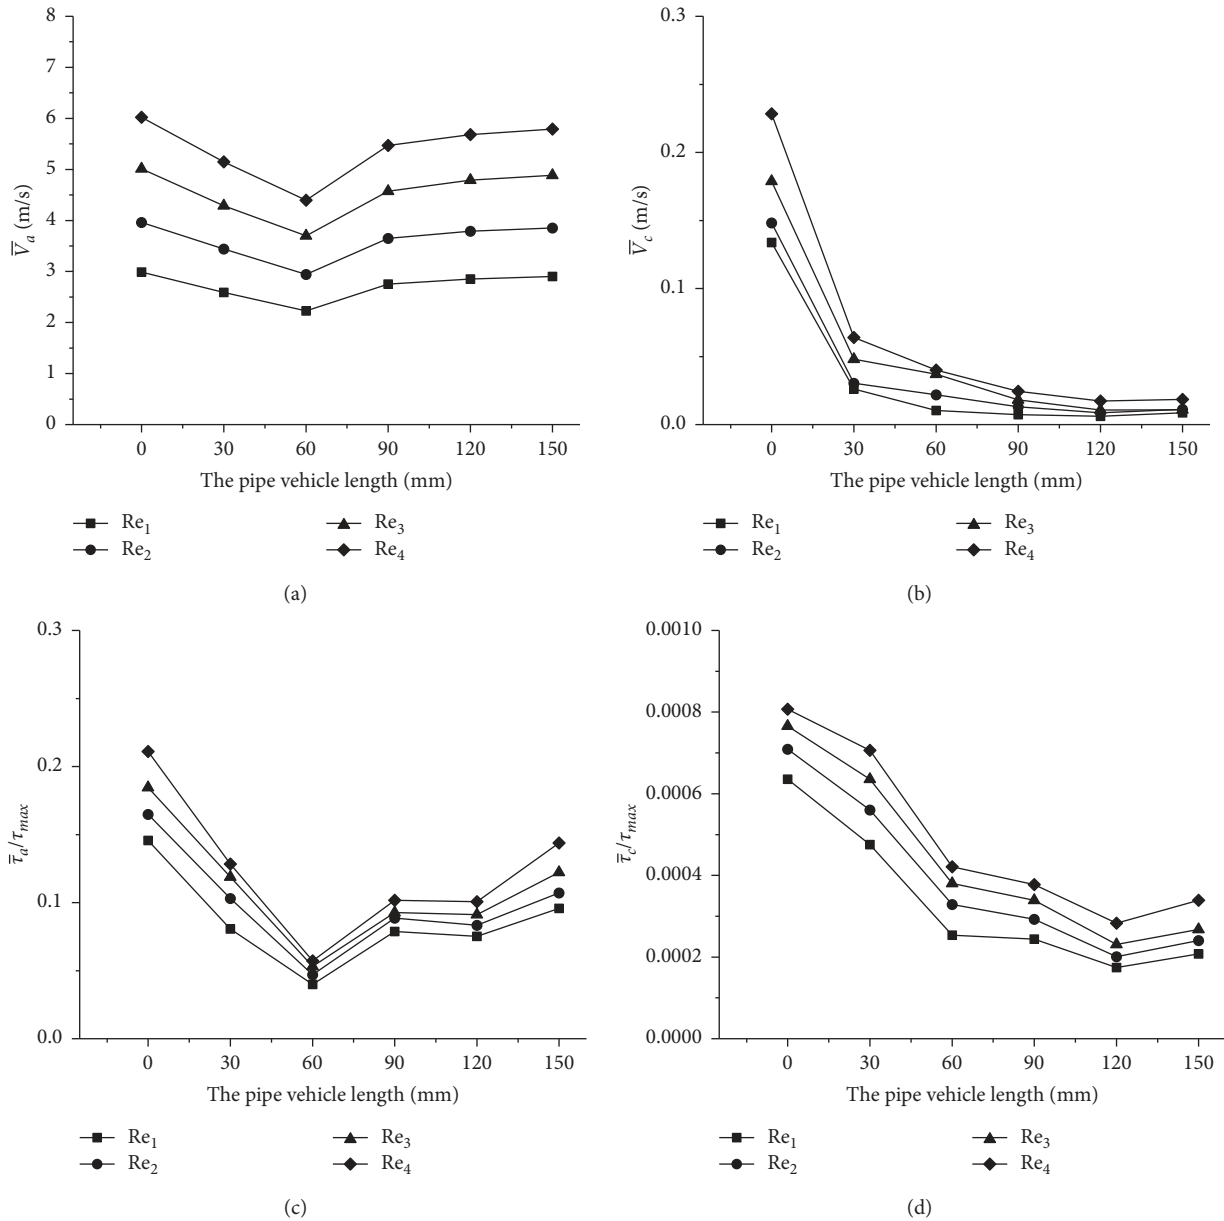 8
7
6
5
4
3
2
1
0
V̅a (m/s)
0 30 60 90 120 150
The pipe vehicle length (mm)
Re1 Re3
Re2 Re4
(a)
0.3
0.2
0.1
0.0
V̅c (m/s)
0 30 60 90 120 150
The pipe vehicle length (mm)
Re1 Re3
Re2 Re4
(b)
0.3
0.2
0.1
0.0
τ̅a/τmax
0 30 60 90 120 150
The pipe vehicle length (mm)
Re1 Re3
Re2 Re4
(c)
0.0010
0.0008
0.0006
0.0004
0.0002
0.0000
τ̅c/τmax
0 30 60 90 120 150
The pipe vehicle length (mm)
Re1 Re3
Re2 Re4
(d)